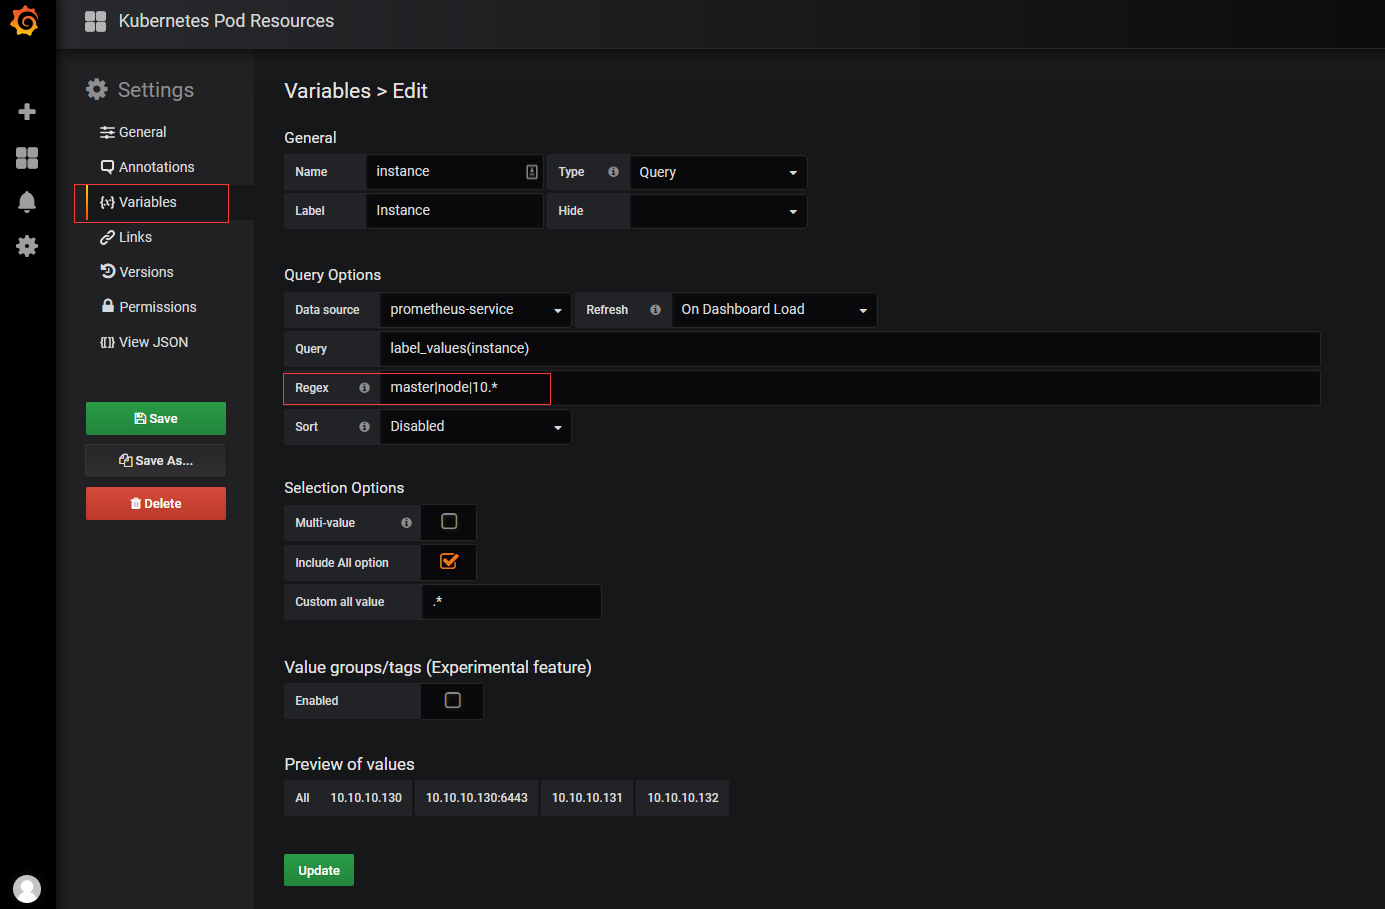 Kubernetes Pod Resources
Settings
General
Annotations
{x} Variables
Links
Versions
Permissions
View JSON
Save
Save As...
Delete
Variables > Edit
General
Name instance Type Query
Label Instance Hide
Query Options
Data source prometheus-service Refresh On Dashboard Load
Query label_values(instance)
Regex master|node|10.*
Sort Disabled
Selection Options
Multi-value
Include All option
Custom all value .*
Value groups/tags (Experimental feature)
Enabled
Preview of values
All 10.10.10.130 10.10.10.130:6443 10.10.10.131 10.10.10.132
Update